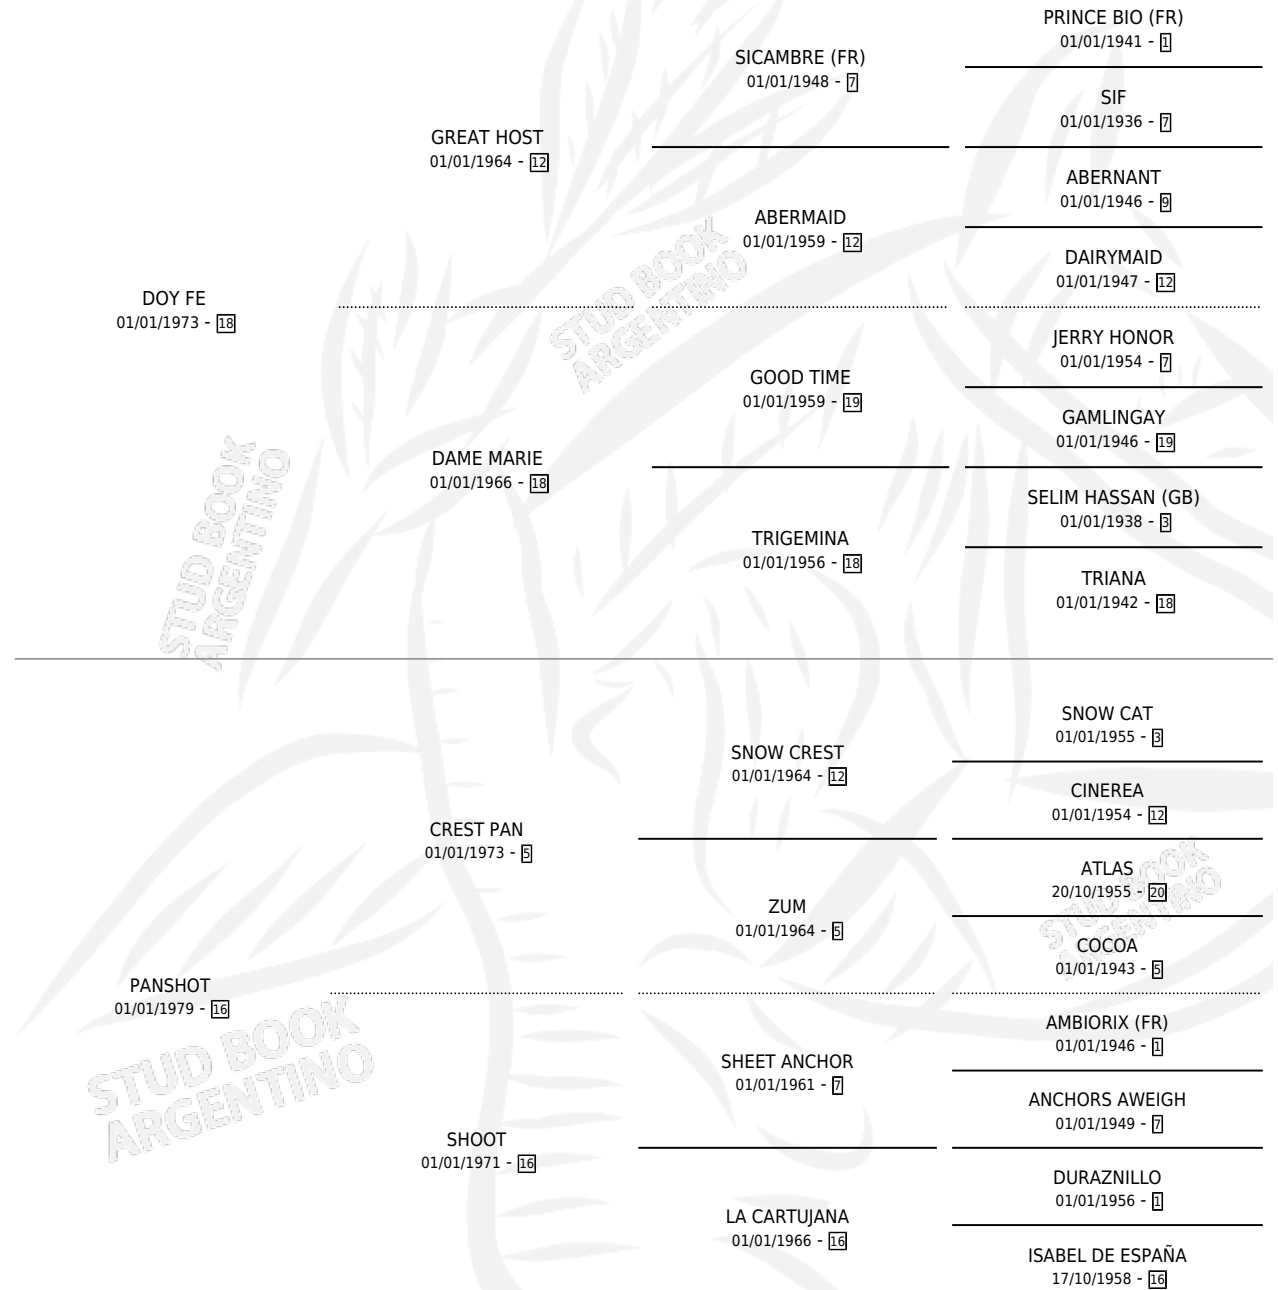 PRINCE BIO (FR)
01/01/1941 - 1
SICAMBRE (FR)
01/01/1948 - 7
SIF
01/01/1936 - 7
GREAT HOST
01/01/1964 - 12
ABERNANT
01/01/1946 - 9
ABERMAID
01/01/1959 - 12
DAIRYMAID
01/01/1947 - 12
DOY FE
01/01/1973 - 18
JERRY HONOR
01/01/1954 - 7
GOOD TIME
01/01/1959 - 19
GAMLINGAY
01/01/1946 - 19
DAME MARIE
01/01/1966 - 18
SELIM HASSAN (GB)
01/01/1938 - 3
TRIGEMINA
01/01/1956 - 18
TRIANA
01/01/1942 - 18
SNOW CAT
01/01/1955 - 3
SNOW CREST
01/01/1964 - 12
CINEREA
01/01/1954 - 12
CREST PAN
01/01/1973 - 5
ATLAS
20/10/1955 - 20
ZUM
01/01/1964 - 5
COCOA
01/01/1943 - 5
PANSHOT
01/01/1979 - 16
AMBIORIX (FR)
01/01/1946 - 1
SHEET ANCHOR
01/01/1961 - 7
ANCHORS AWEIGH
01/01/1949 - 7
SHOOT
01/01/1971 - 16
DURAZNILLO
01/01/1956 - 1
LA CARTUJANA
01/01/1966 - 16
ISABEL DE ESPAÑA
17/10/1958 - 16
STUD BOOK
ARGENTINO
STUD BOOK
ARGENTINO
STUD BOOK
ARGENTINO
STUD BOOK
ARGENTINO